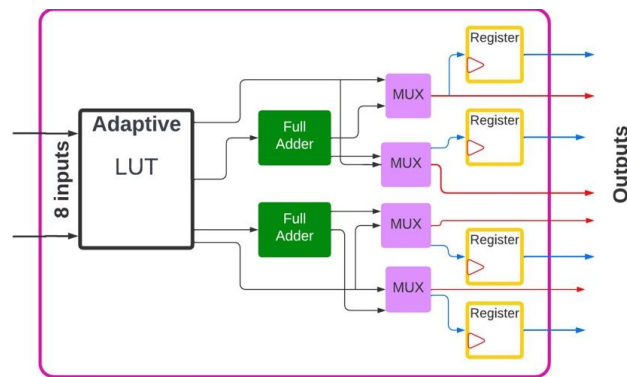 Register
Adaptive
LUT
8 inputs
Full
Adder
MUX
Register
MUX
Full
Adder
MUX
Register
MUX
Register
Outputs